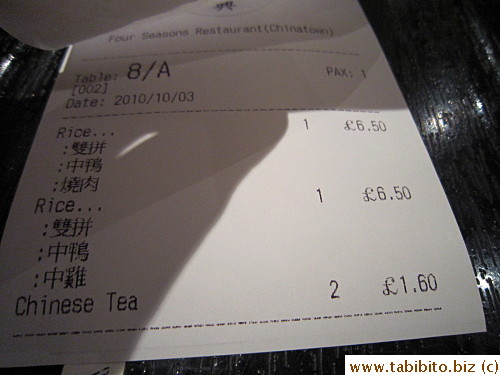 興
Four Seasons Restaurant(Chinatown)
Table: 8/A PAX: 1
[002]
Date: 2010/10/03
Rice... 1 £6.50
:雙拼
:中鴨
:燒肉
Rice... 1 £6.50
:雙拼
:中鴨
:中雞
Chinese Tea 2 £1.60
www.tabibito.biz (c)